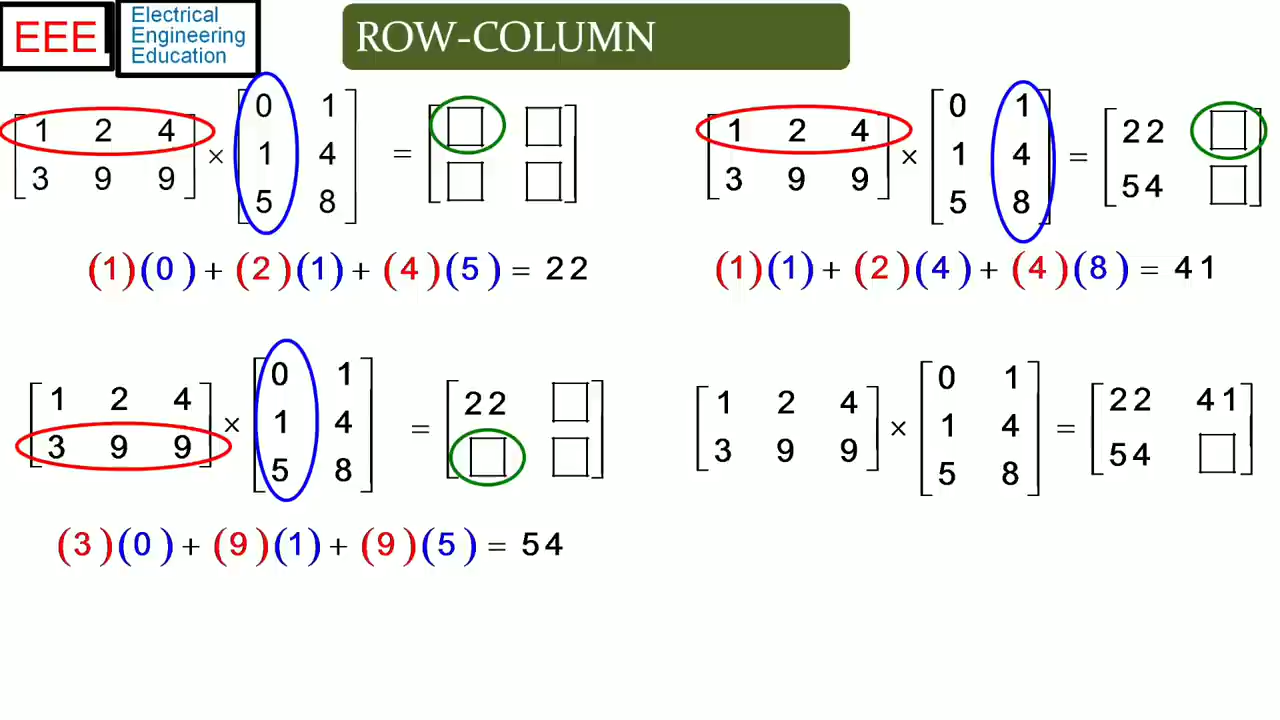 EEE
Electrical
Engineering
Education
ROW-COLUMN
[1 2 4; 3 9 9] × [0 1; 1 4; 5 8] = [□ □; □ □]
(1)(0) + (2)(1) + (4)(5) = 22
[1 2 4; 3 9 9] × [0 1; 1 4; 5 8] = [22 □; 54 □]
(1)(1) + (2)(4) + (4)(8) = 41
[1 2 4; 3 9 9] × [0 1; 1 4; 5 8] = [22 □; □ □]
(3)(0) + (9)(1) + (9)(5) = 54
[1 2 4; 3 9 9] × [0 1; 1 4; 5 8] = [22 41; 54 □]